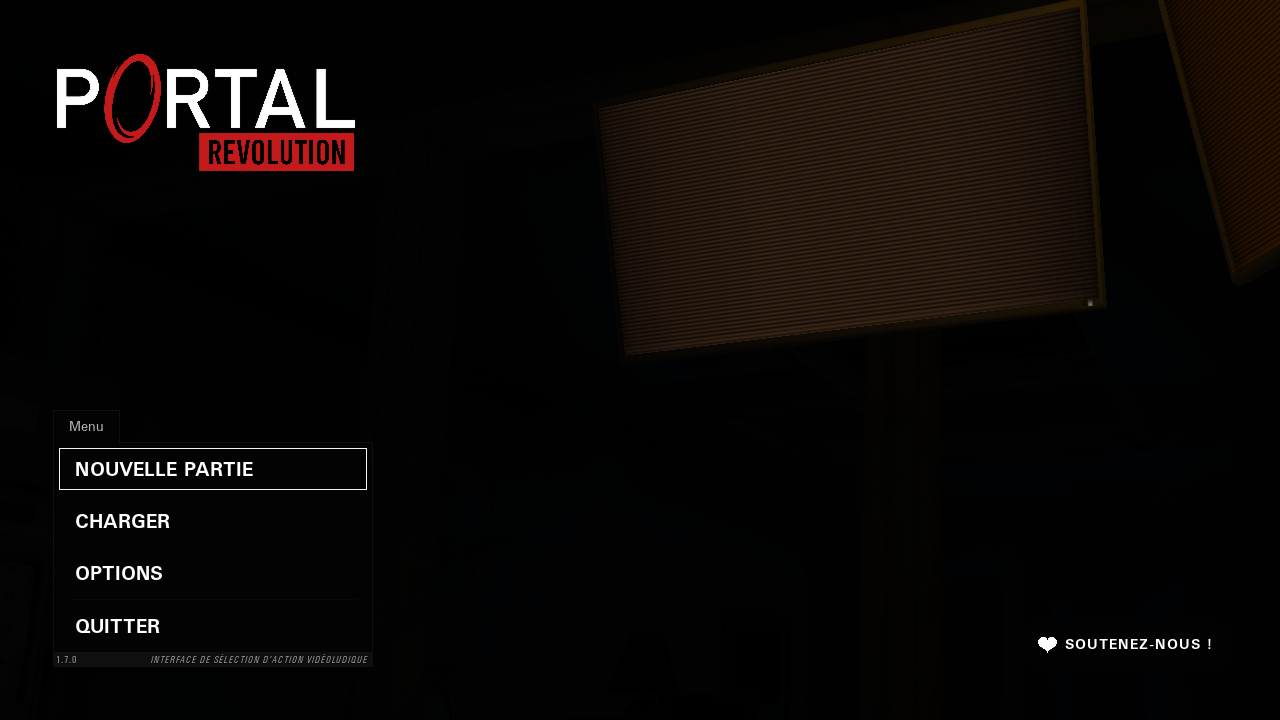 PORTAL
REVOLUTION
Menu
NOUVELLE PARTIE
CHARGER
OPTIONS
QUITTER
1.7.0 INTERFACE DE SÉLECTION D'ACTION VIDÉOLUDIQUE
SOUTENEZ-NOUS !